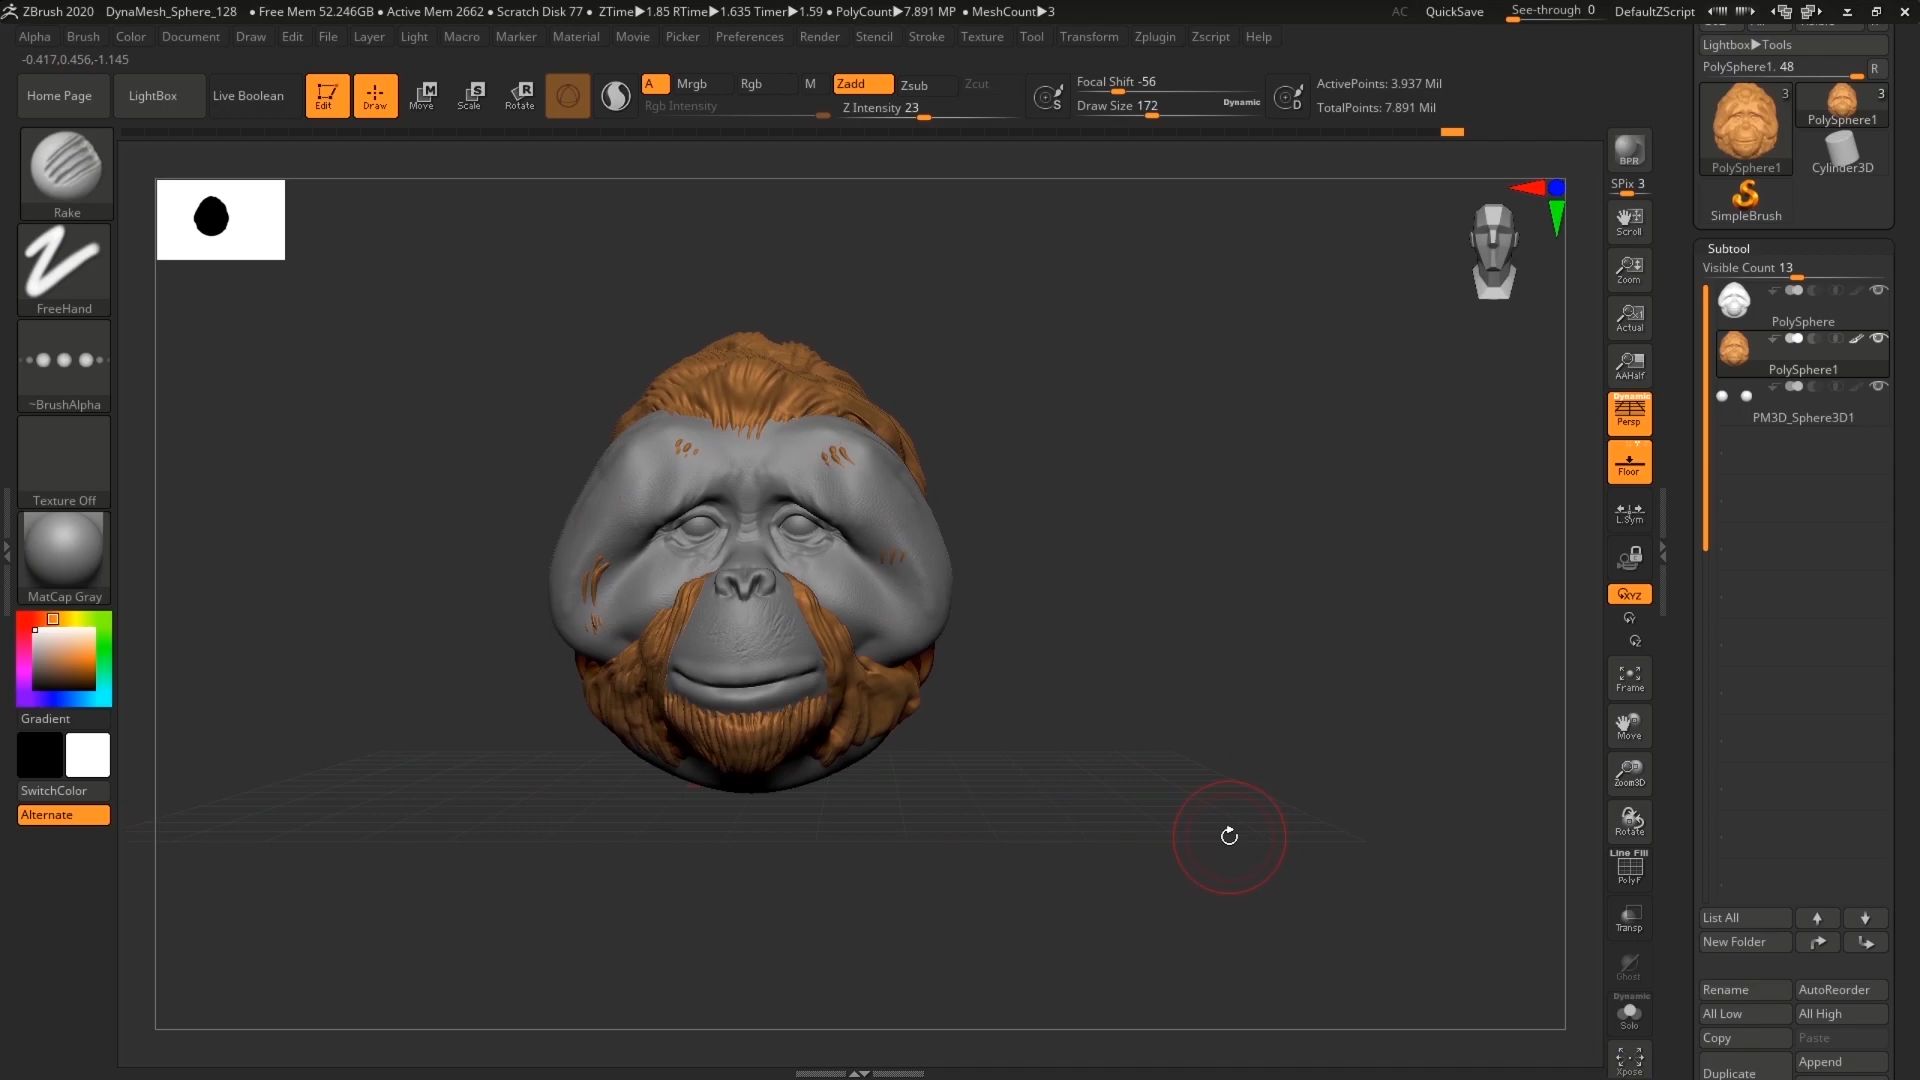 ZBrush 2020 DynaMesh_Sphere_128 ● Free Mem 52.246GB ● Active Mem 2662 ● Scratch Disk 77 ● ZTime▶1.85 RTime▶1.635 Timer▶1.59 ● PolyCount▶7.891 MP ● MeshCount▶3 AC QuickSave See-through 0 DefaultZScript
Alpha Brush Color Document Draw Edit File Layer Light Macro Marker Material Movie Picker Preferences Render Stencil Stroke Texture Tool Transform Zplugin Zscript Help
-0.417,0.456,-1.145
Home Page LightBox Live Boolean Edit Draw Move Scale Rotate
M S R
A Mrgb Rgb M Zadd Zsub Zcut
Rgb Intensity Z Intensity 23
S Focal Shift -56
Draw Size 172 Dynamic
D ActivePoints: 3.937 Mil
TotalPoints: 7.891 Mil
Rake
FreeHand
~BrushAlpha
Texture Off
MatCap Gray
Gradient
SwitchColor
Alternate
BPR
SPix 3
Scroll
Zoom
Actual
AAHalf
Dynamic
Persp
Floor
L.Sym
XYZ
Y
Z
Frame
Move
Zoom3D
Rotate
Line Fill
PolyF
Transp
Ghost
Dynamic
Solo
Xpose
Lightbox▶Tools
PolySphere1. 48 R
3 3
PolySphere1
PolySphere1 Cylinder3D
SimpleBrush
Subtool
Visible Count 13
PolySphere
PolySphere1
PM3D_Sphere3D1
List All
New Folder
Rename AutoReorder
All Low All High
Copy Paste
Append
Duplicate